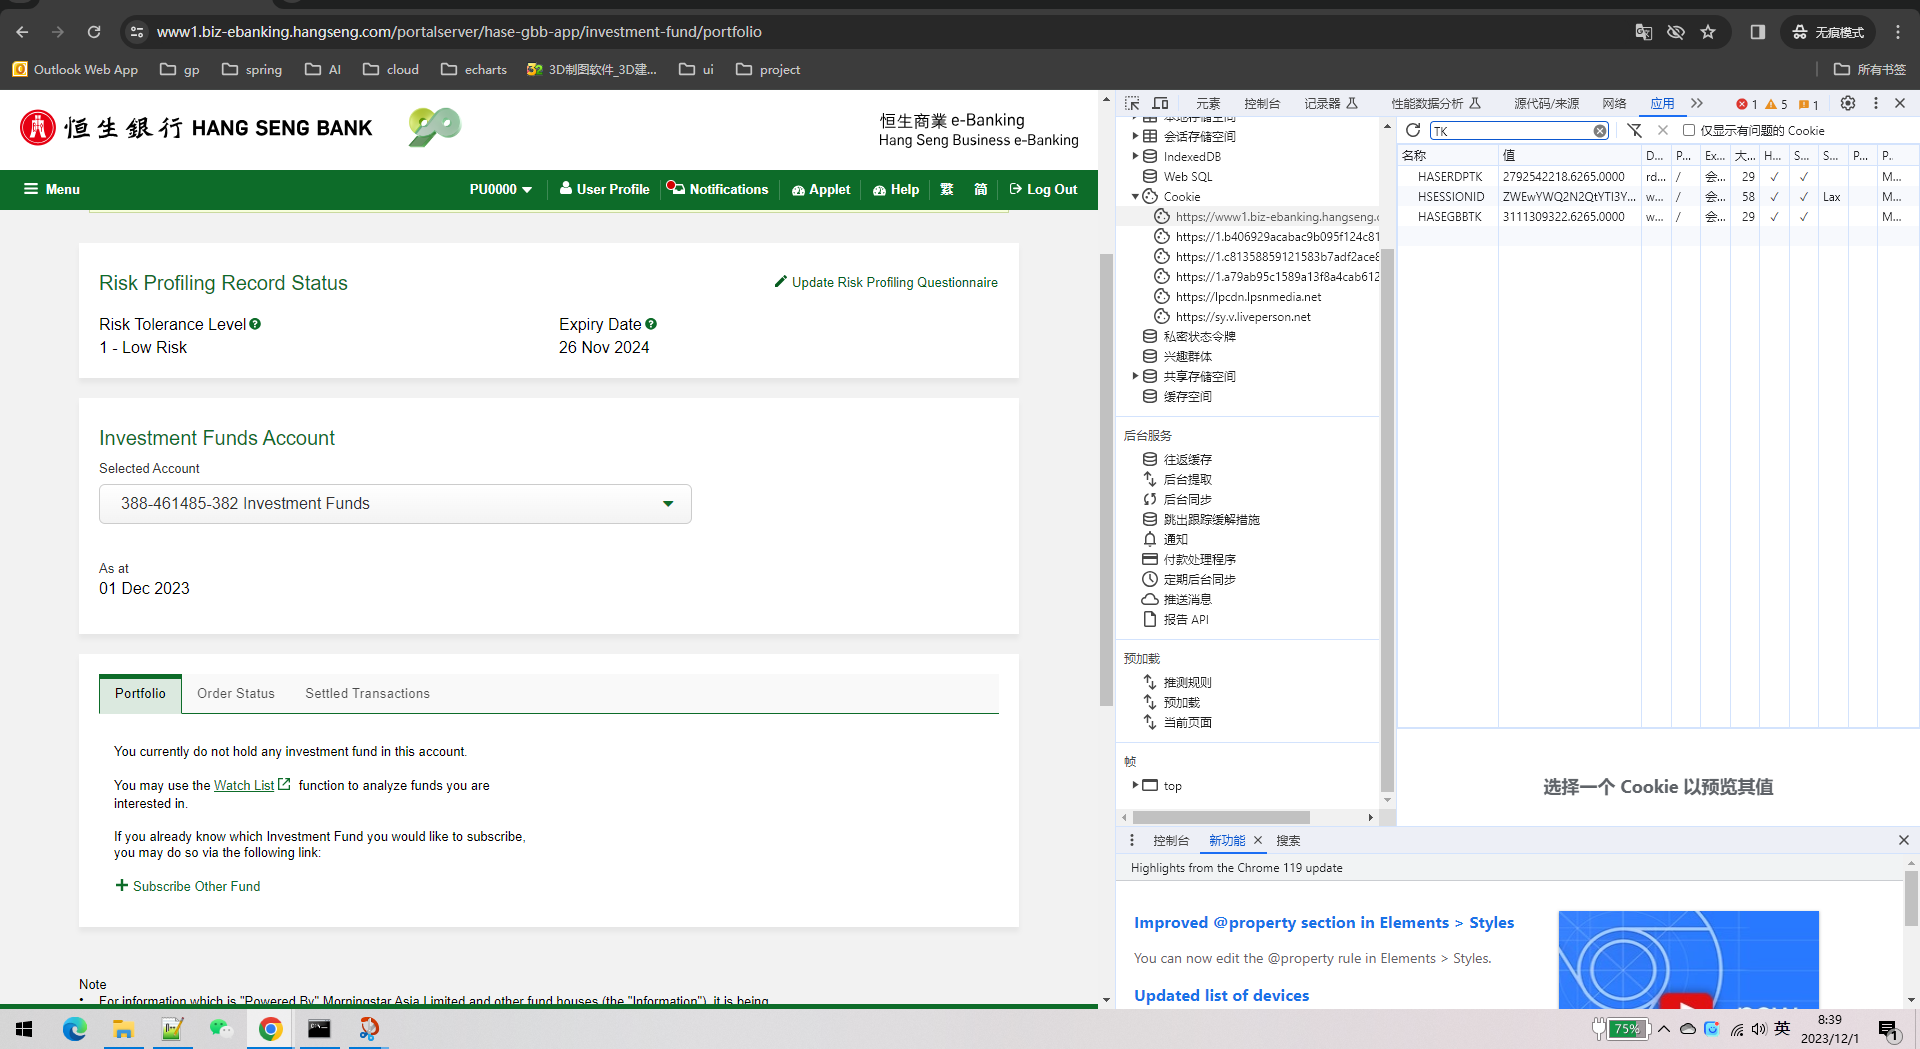 www1.biz-ebanking.hangseng.com/portalserver/hase-gbb-app/investment-fund/portfolio
无痕模式
Outlook Web App gp spring AI cloud echarts 3D制图软件_3D建... ui project 所有书签
恒生銀行 HANG SENG BANK
90
恒生商業 e-Banking
Hang Seng Business e-Banking
Menu PU0000 User Profile Notifications Applet Help 繁 简 Log Out
Risk Profiling Record Status
Update Risk Profiling Questionnaire
Risk Tolerance Level
1 - Low Risk
Expiry Date
26 Nov 2024
Investment Funds Account
Selected Account
388-461485-382 Investment Funds
As at
01 Dec 2023
Portfolio Order Status Settled Transactions
You currently do not hold any investment fund in this account.
You may use the Watch List function to analyze funds you are
interested in.
If you already know which Investment Fund you would like to subscribe,
you may do so via the following link:
Subscribe Other Fund
Note
• For information which is "Powered By" Morningstar Asia Limited and other fund houses (the "Information"), it is being
元素 控制台 记录器 性能数据分析 源代码/来源 网络 应用 1 5 1
本地存储空间
会话存储空间
IndexedDB
Web SQL
Cookie
https://www1.biz-ebanking.hangseng.c
https://1.b406929acabac9b095f124c81
https://1.c81358859121583b7adf2ace8
https://1.a79ab95c1589a13f8a4cab612
https://lpcdn.lpsnmedia.net
https://sy.v.liveperson.net
私密状态令牌
兴趣群体
共享存储空间
缓存空间
后台服务
往返缓存
后台提取
后台同步
跳出跟踪缓解措施
通知
付款处理程序
定期后台同步
推送消息
报告 API
预加载
推测规则
预加载
当前页面
帧
top
TK
仅显示有问题的 Cookie
名称 值 D... P... Ex... 大... H... S... S... P... P.
HASERDPTK 2792542218.6265.0000 rd... / 会... 29 ✓ ✓ M...
HSESSIONID ZWEwYWQ2N2QtYTI3Y... w... / 会... 58 ✓ ✓ Lax M...
HASEGBBTK 3111309322.6265.0000 w... / 会... 29 ✓ ✓ M...
选择一个 Cookie 以预览其值
控制台 新功能 搜索
Highlights from the Chrome 119 update
Improved @property section in Elements > Styles
You can now edit the @property rule in Elements > Styles.
Updated list of devices
new
75% 英
8:39
2023/12/1
1